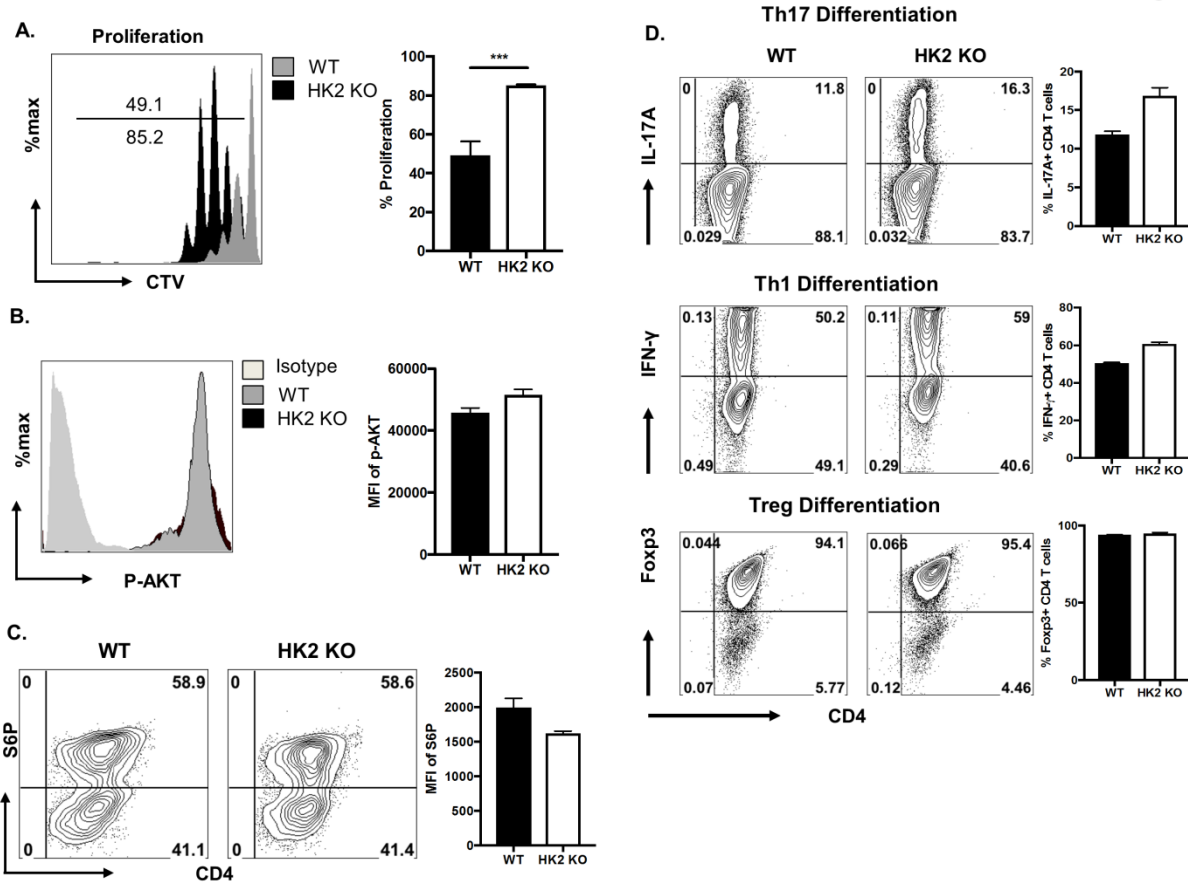 A.
Proliferation
49.1
85.2
%max
CTV
WT
HK2 KO
***
100
80
60
40
20
0
% Proliferation
WT
HK2 KO
B.
%max
P-AKT
Isotype
WT
HK2 KO
60000
40000
20000
0
MFI of p-AKT
WT
HK2 KO
C.
WT
HK2 KO
0
58.9
0
58.6
S6P
0
41.1
0
41.4
CD4
2500
2000
1500
1000
500
0
MFI of S6P
WT
HK2 KO
D.
Th17 Differentiation
WT
HK2 KO
0
11.8
0
16.3
IL-17A
0.029
88.1
0.032
83.7
20
15
10
5
0
% IL-17A+ CD4 T cells
WT
HK2 KO
Th1 Differentiation
0.13
50.2
0.11
59
IFN-γ
0.49
49.1
0.29
40.6
80
60
40
20
0
% IFN-γ+ CD4 T cells
WT
HK2 KO
Treg Differentiation
0.044
94.1
0.066
95.4
Foxp3
0.07
5.77
0.12
4.46
CD4
100
50
0
% Foxp3+ CD4 T cells
WT
HK2 KO